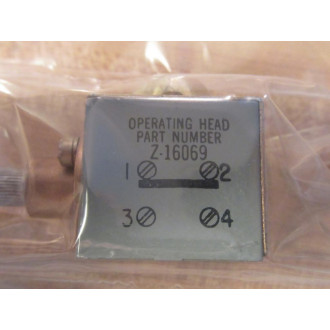 OPERATING HEAD
PART NUMBER
Z-16069
1 2
3 4